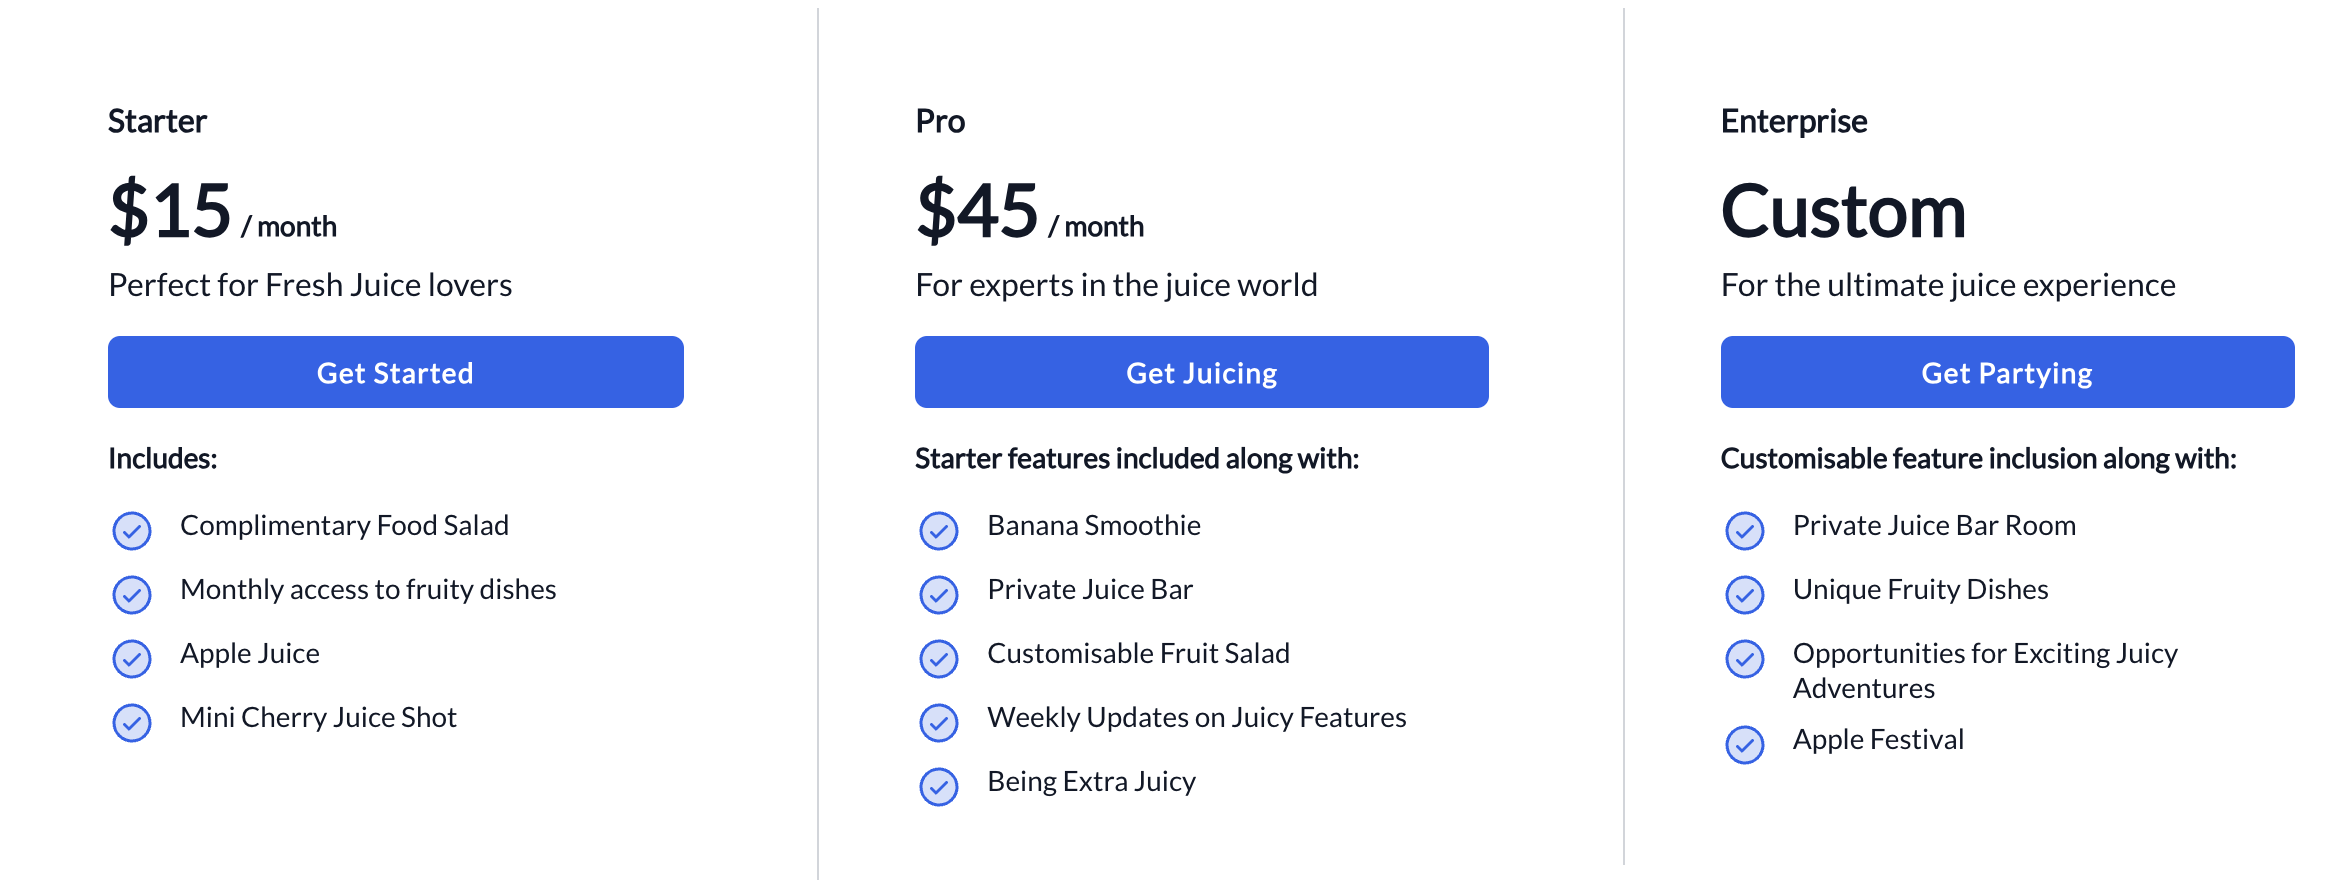 Starter
$15 / month
Perfect for Fresh Juice lovers
Get Started
Includes:
Complimentary Food Salad
Monthly access to fruity dishes
Apple Juice
Mini Cherry Juice Shot
Pro
$45 / month
For experts in the juice world
Get Juicing
Starter features included along with:
Banana Smoothie
Private Juice Bar
Customisable Fruit Salad
Weekly Updates on Juicy Features
Being Extra Juicy
Enterprise
Custom
For the ultimate juice experience
Get Partying
Customisable feature inclusion along with:
Private Juice Bar Room
Unique Fruity Dishes
Opportunities for Exciting Juicy
Adventures
Apple Festival